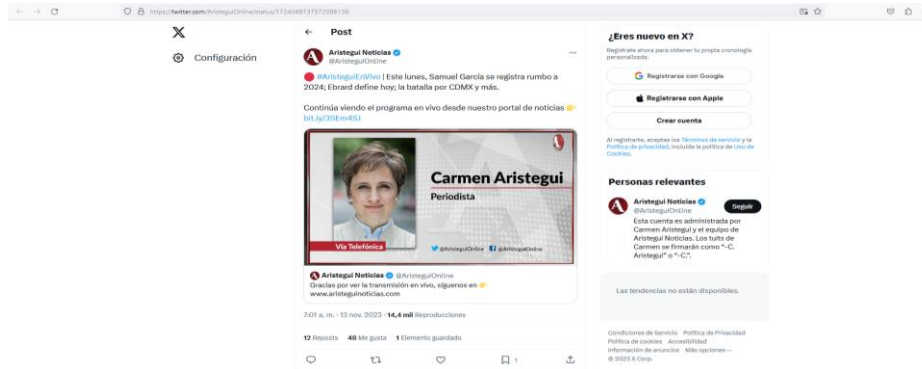 https://twitter.com/AristeguiOnline/status/1724049737572086136
Configuración
Post
Aristegui Noticias
@AristeguiOnline
#AristeguiEnVivo | Este lunes, Samuel García se registra rumbo a
2024; Ebrard define hoy; la batalla por CDMX y más.
Continúa viendo el programa en vivo desde nuestro portal de noticias
bit.ly/3SEm4SJ
Carmen Aristegui
Periodista
Vía Telefónica
@AristeguiOnline @AristeguiOnline
Aristegui Noticias @AristeguiOnline
Gracias por ver la transmisión en vivo, síguenos en
www.aristeguinoticias.com
7:01 a. m. · 13 nov. 2023 · 14,4 mil Reproducciones
12 Reposts 48 Me gusta 1 Elemento guardado
1
¿Eres nuevo en X?
Regístrate ahora para obtener tu propia cronología
personalizada.
Registrarse con Google
Registrarse con Apple
Crear cuenta
Al registrarte, aceptas los Términos de servicio y la
Política de privacidad, incluida la política de Uso de
Cookies.
Personas relevantes
Aristegui Noticias
@AristeguiOnline
Seguir
Esta cuenta es administrada por
Carmen Aristegui y el equipo de
Aristegui Noticias. Los tuits de
Carmen se firmarán como "-C.
Aristegui" o "-C.".
Las tendencias no están disponibles.
Condiciones de Servicio Política de Privacidad
Política de cookies Accesibilidad
Información de anuncios Más opciones
© 2023 X Corp.